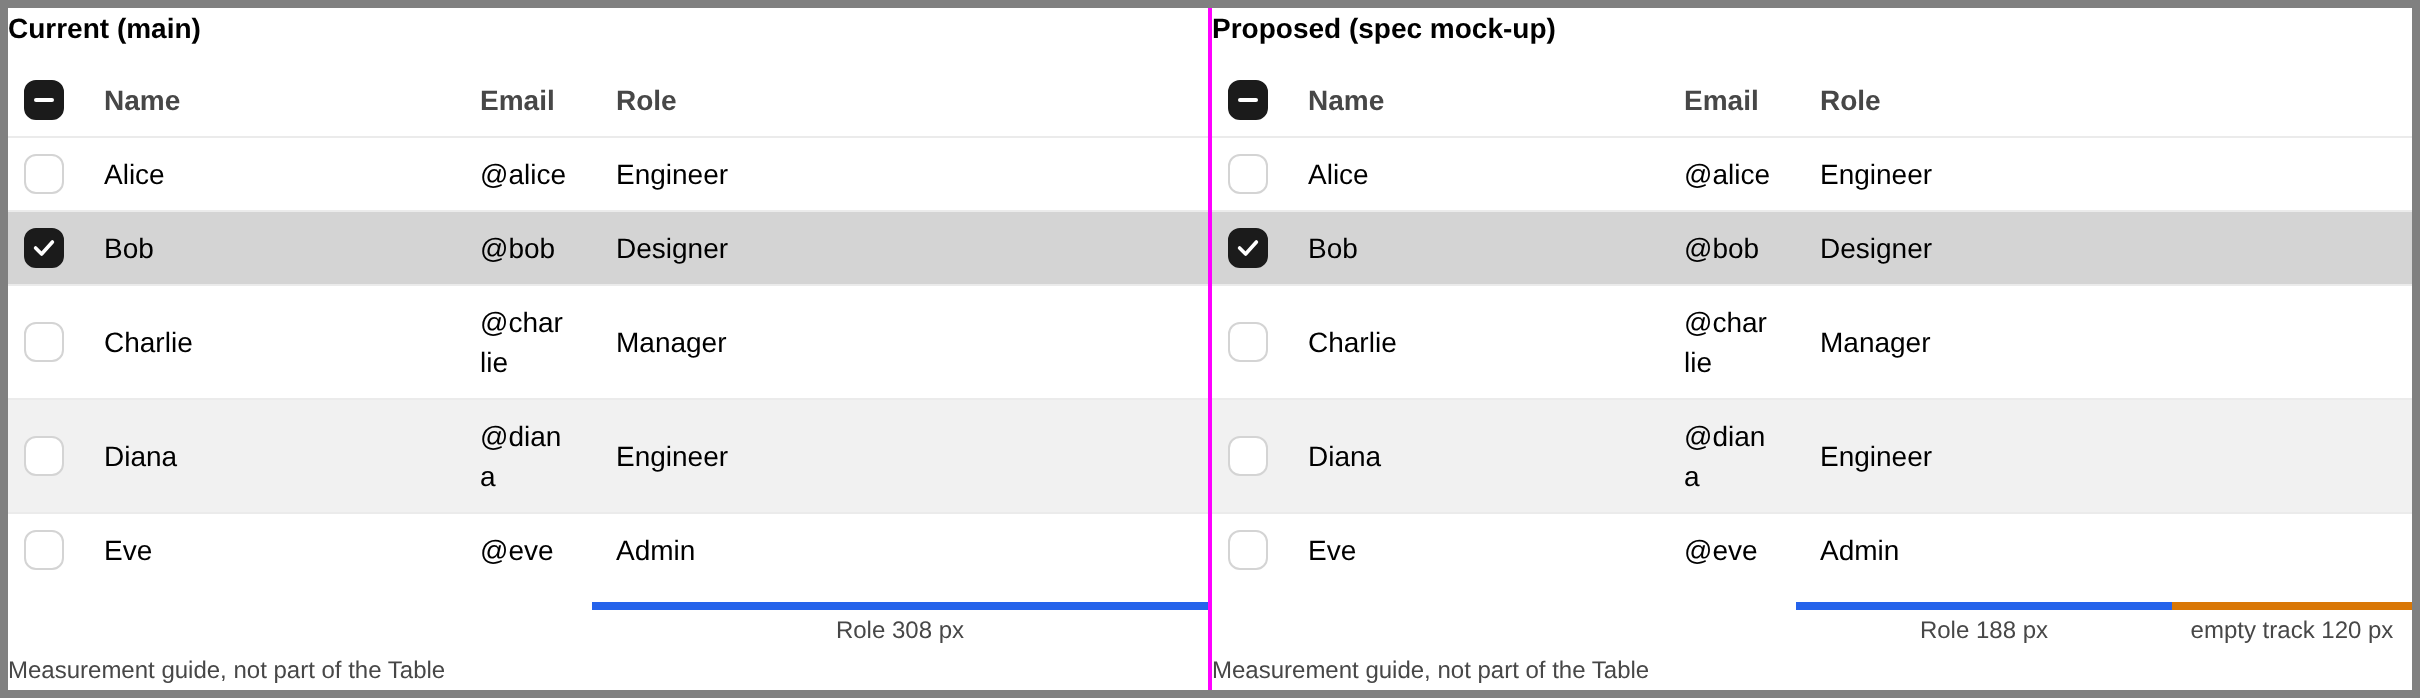 Current (main)
Name Email Role
Alice @alice Engineer
Bob @bob Designer
Charlie @char
lie Manager
Diana @dian
a Engineer
Eve @eve Admin
Role 308 px
Measurement guide, not part of the Table
Proposed (spec mock-up)
Name Email Role
Alice @alice Engineer
Bob @bob Designer
Charlie @char
lie Manager
Diana @dian
a Engineer
Eve @eve Admin
Role 188 px empty track 120 px
Measurement guide, not part of the Table